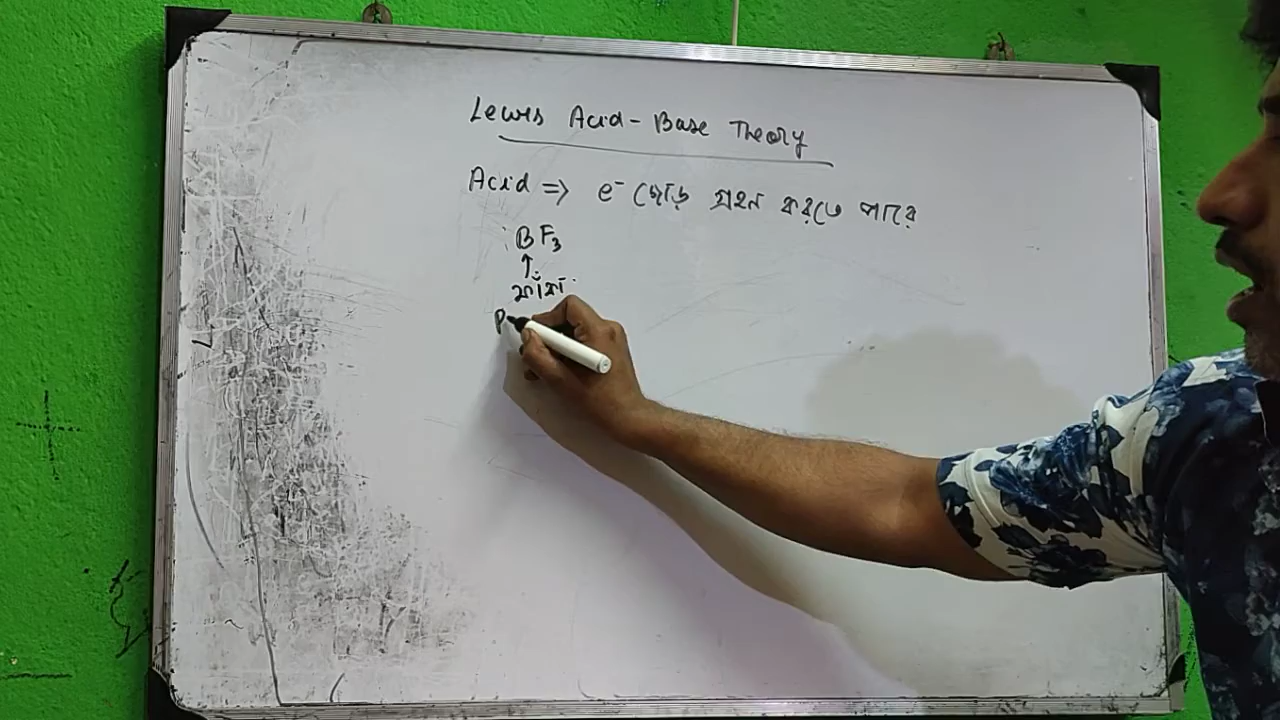 Lewis Acid - Base Theory
Acid => e⁻ জোড় গ্রহন করতে পারে
BF₃
↑
ফাঁকা
P